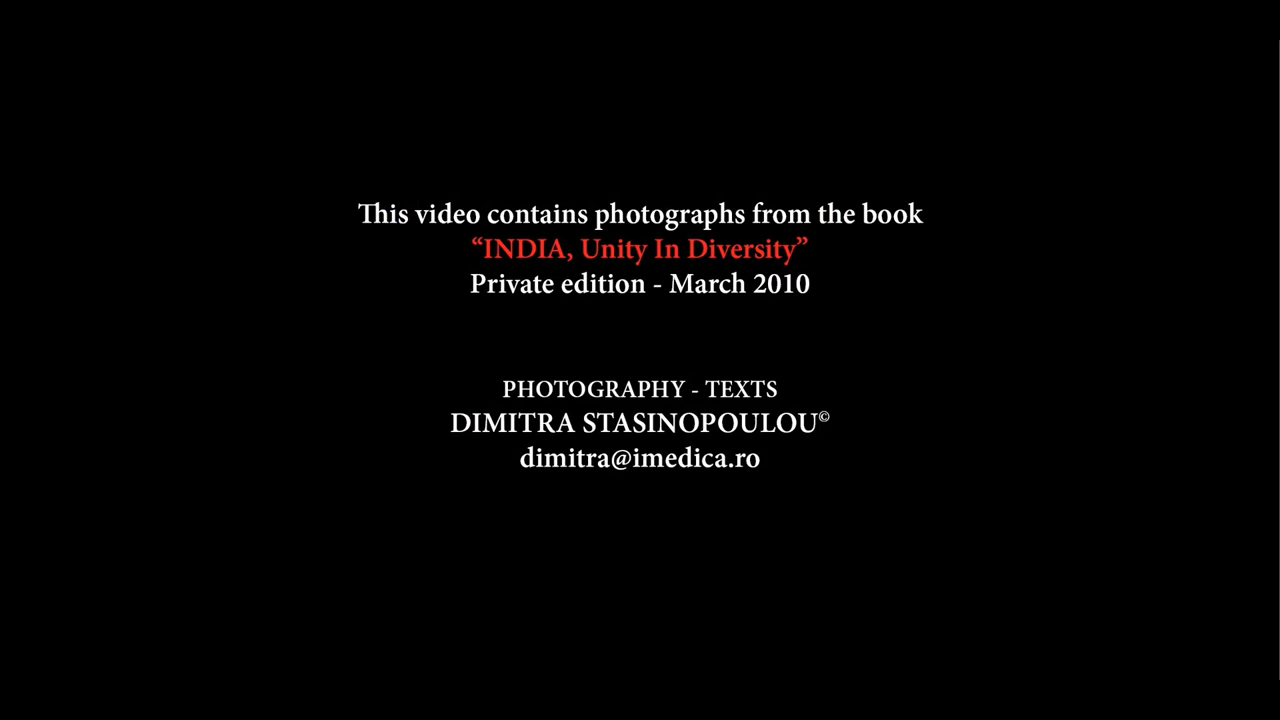 This video contains photographs from the book
“INDIA, Unity In Diversity”
Private edition - March 2010
PHOTOGRAPHY - TEXTS
DIMITRA STASINOPOULOU©
dimitra@imedica.ro